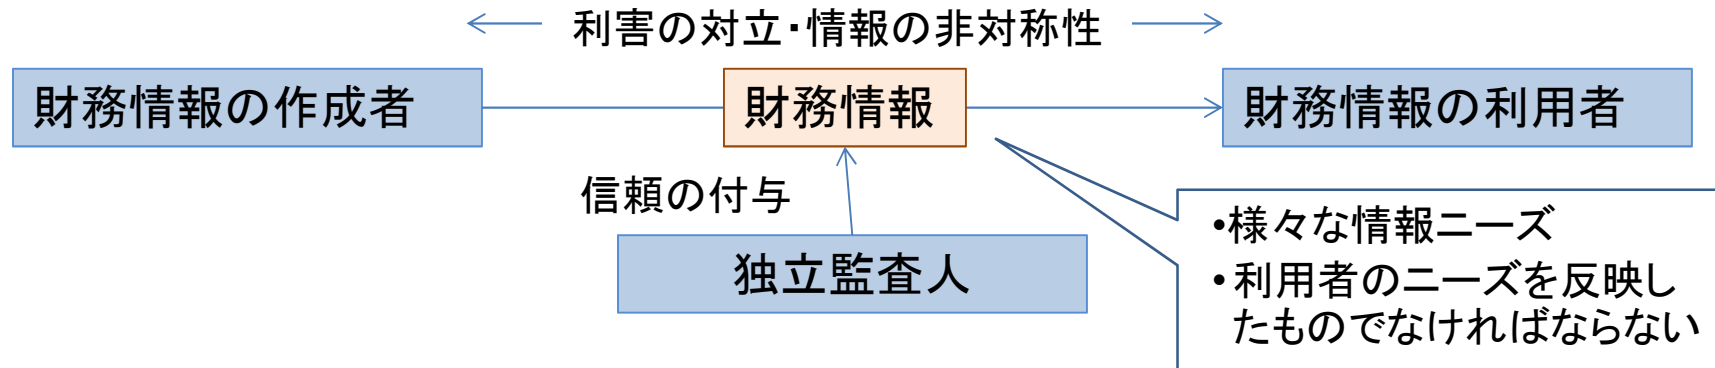 利害の対立・情報の非対称性
財務情報の作成者
財務情報
財務情報の利用者
信頼の付与
独立監査人
•様々な情報ニーズ
•利用者のニーズを反映し
たものでなければならない